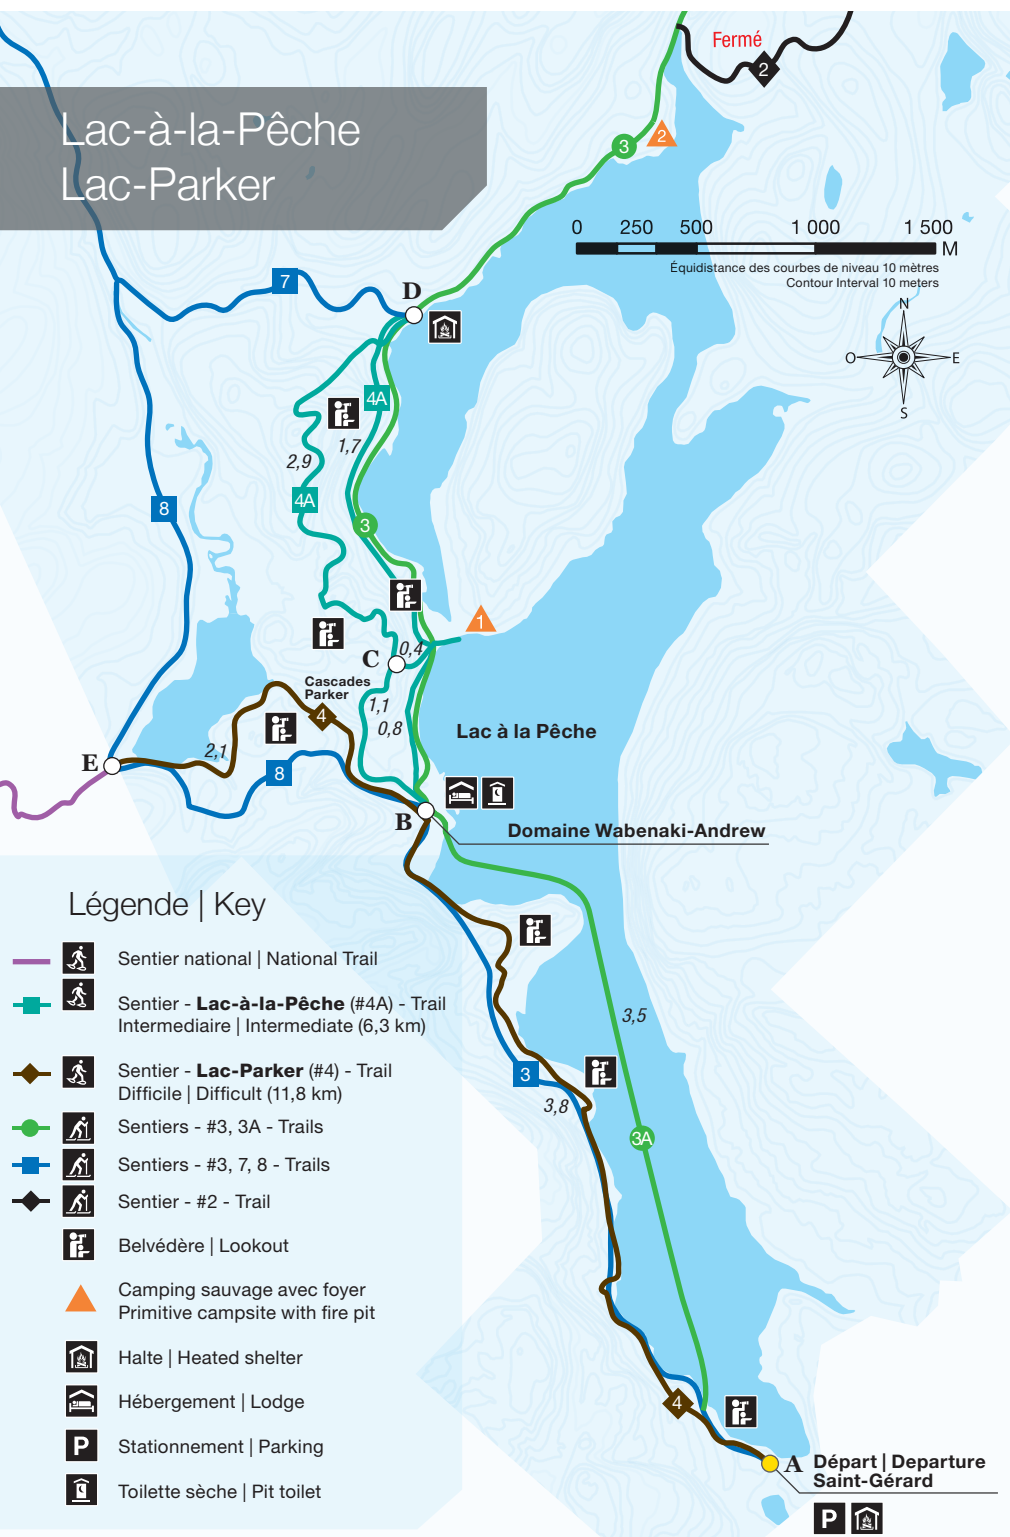 Fermé
2
Lac-à-la-Pêche
Lac-Parker
3
2
0 250 500 1 000 1 500
M
Équidistance des courbes de niveau 10 mètres
Contour Interval 10 meters
N
O
E
S
7
D
4A
1,7
2,9
4A
8
3
1
C
0,4
Cascades
Parker
4
1,1
0,8
Lac à la Pêche
2,1
E
8
B
Domaine Wabenaki-Andrew
Légende | Key
Sentier national | National Trail
Sentier - Lac-à-la-Pêche (#4A) - Trail
Intermediaire | Intermediate (6,3 km)
Sentier - Lac-Parker (#4) - Trail
Difficile | Difficult (11,8 km)
Sentiers - #3, 3A - Trails
Sentiers - #3, 7, 8 - Trails
Sentier - #2 - Trail
Belvédère | Lookout
Camping sauvage avec foyer
Primitive campsite with fire pit
Halte | Heated shelter
Hébergement | Lodge
P
Stationnement | Parking
Toilette sèche | Pit toilet
3,5
3
3,8
3A
4
A
Départ | Departure
Saint-Gérard
P